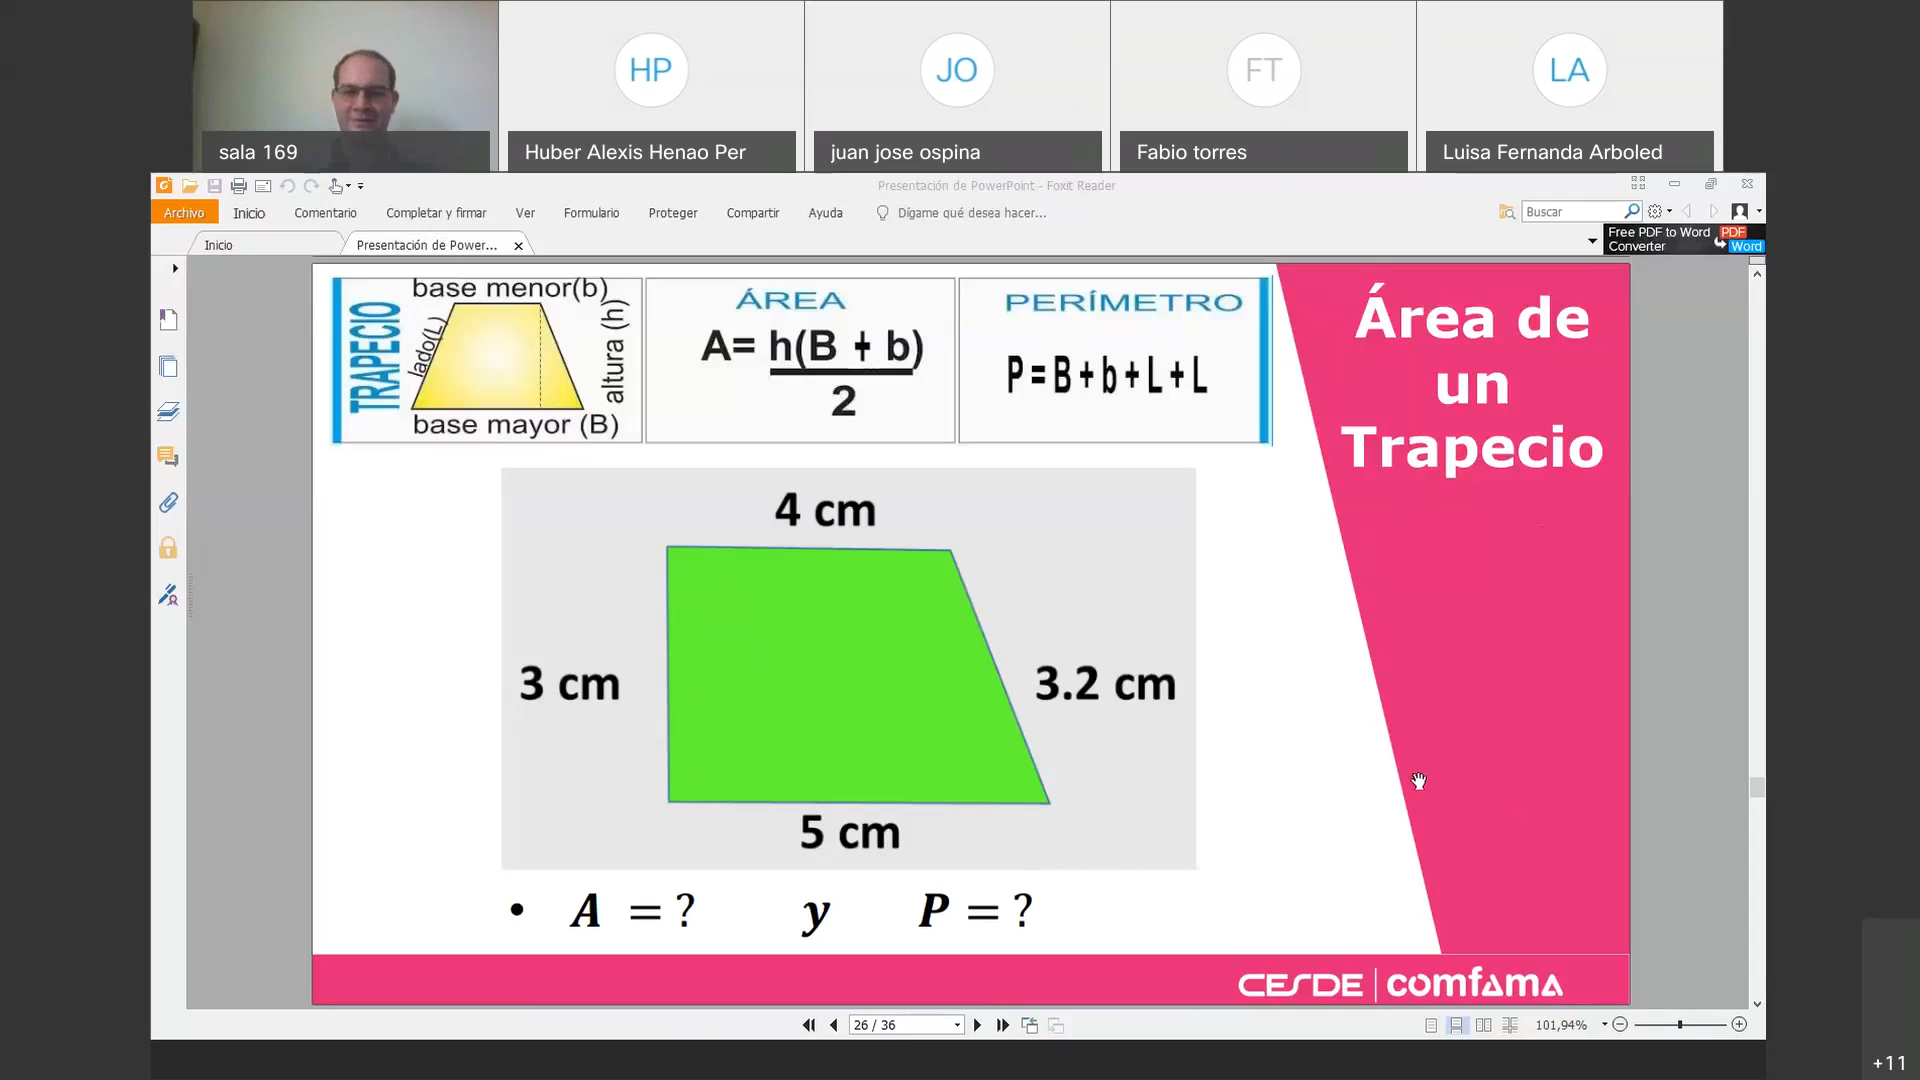 HP
JO
FT
LA
sala 169
Huber Alexis Henao Per
juan jose ospina
Fabio torres
Luisa Fernanda Arboled
Presentación de PowerPoint - Foxit Reader
Archivo
Inicio
Comentario
Completar y firmar
Ver
Formulario
Proteger
Compartir
Ayuda
Dígame qué desea hacer...
Buscar
Inicio
Presentación de Power...
Free PDF to Word
Converter
PDF
Word
TRAPECIO
base menor(b)
lado(L)
altura (h)
base mayor (B)
ÁREA
A= h(B + b)
2
PERÍMETRO
P=B+b+L+L
Área de
un
Trapecio
4 cm
3 cm
3.2 cm
5 cm
• A = ? y P = ?
CESDE | comfama
26 / 36
101,94%
+11